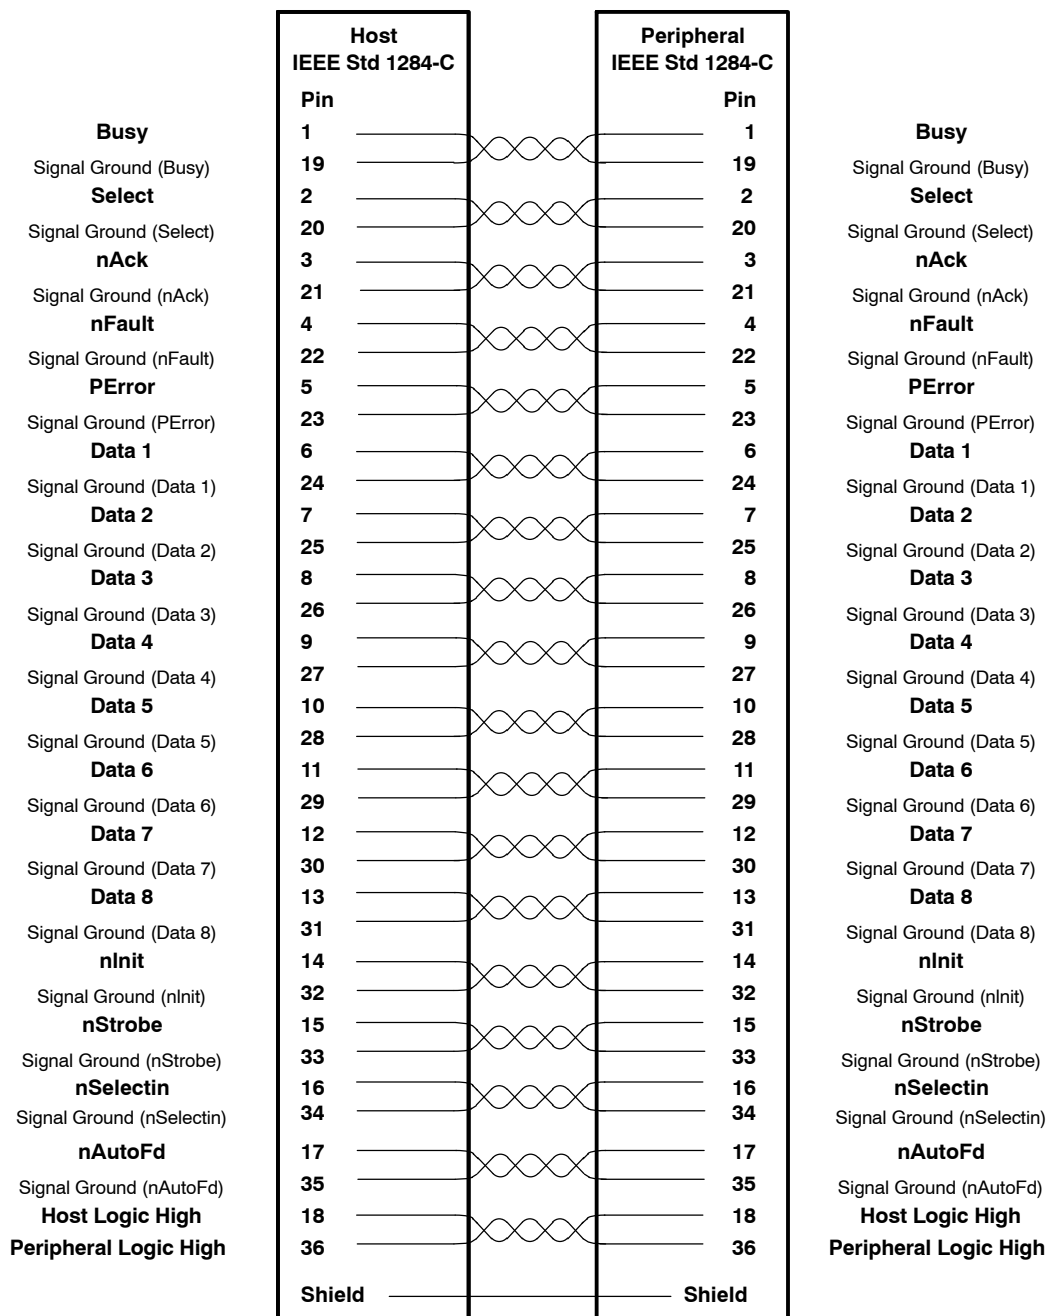 Host Peripheral
IEEE Std 1284-C IEEE Std 1284-C
Pin Pin
Busy 1 1 Busy
Signal Ground (Busy) 19 19 Signal Ground (Busy)
Select 2 2 Select
Signal Ground (Select) 20 20 Signal Ground (Select)
nAck 3 3 nAck
Signal Ground (nAck) 21 21 Signal Ground (nAck)
nFault 4 4 nFault
Signal Ground (nFault) 22 22 Signal Ground (nFault)
PError 5 5 PError
Signal Ground (PError) 23 23 Signal Ground (PError)
Data 1 6 6 Data 1
Signal Ground (Data 1) 24 24 Signal Ground (Data 1)
Data 2 7 7 Data 2
Signal Ground (Data 2) 25 25 Signal Ground (Data 2)
Data 3 8 8 Data 3
Signal Ground (Data 3) 26 26 Signal Ground (Data 3)
Data 4 9 9 Data 4
Signal Ground (Data 4) 27 27 Signal Ground (Data 4)
Data 5 10 10 Data 5
Signal Ground (Data 5) 28 28 Signal Ground (Data 5)
Data 6 11 11 Data 6
Signal Ground (Data 6) 29 29 Signal Ground (Data 6)
Data 7 12 12 Data 7
Signal Ground (Data 7) 30 30 Signal Ground (Data 7)
Data 8 13 13 Data 8
Signal Ground (Data 8) 31 31 Signal Ground (Data 8)
nInit 14 14 nInit
Signal Ground (nInit) 32 32 Signal Ground (nInit)
nStrobe 15 15 nStrobe
Signal Ground (nStrobe) 33 33 Signal Ground (nStrobe)
nSelectin 16 16 nSelectin
Signal Ground (nSelectin) 34 34 Signal Ground (nSelectin)
nAutoFd 17 17 nAutoFd
Signal Ground (nAutoFd) 35 35 Signal Ground (nAutoFd)
Host Logic High 18 18 Host Logic High
Peripheral Logic High 36 36 Peripheral Logic High
Shield Shield